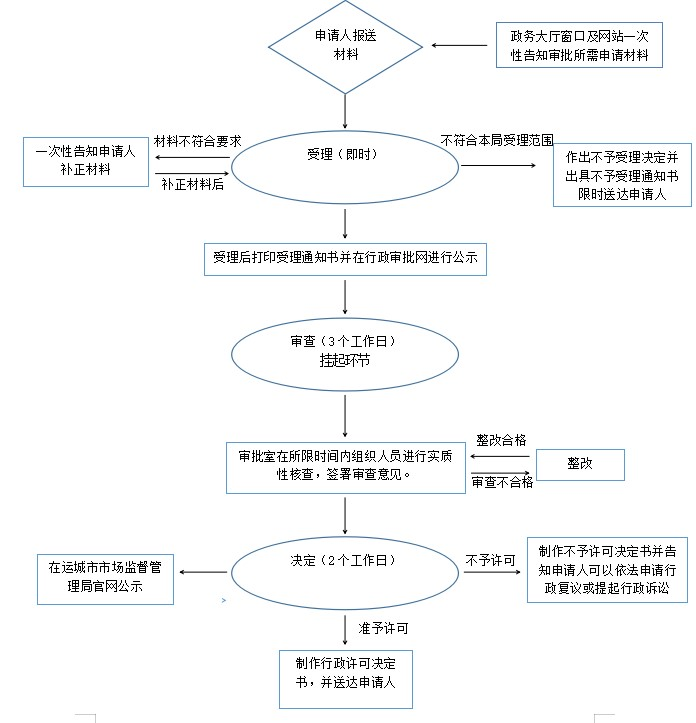 申请人报送
材料
政务大厅窗口及网站一次
性告知审批所需申请材料
材料不符合要求
不符合本局受理范围
一次性告知申请人
补正材料
受理（即时）
作出不予受理决定并
出具不予受理通知书
限时送达申请人
补正材料后
受理后打印受理通知书并在行政审批网进行公示
审查（3个工作日）
挂起环节
整改合格
审批室在所限时间内组织人员进行实质
性核查，签署审查意见。
整改
审查不合格
决定（2个工作日）
不予许可
在运城市市场监督管
理局官网公示
制作不予许可决定书并告
知申请人可以依法申请行
政复议或提起行政诉讼
准予许可
制作行政许可决定
书，并送达申请人